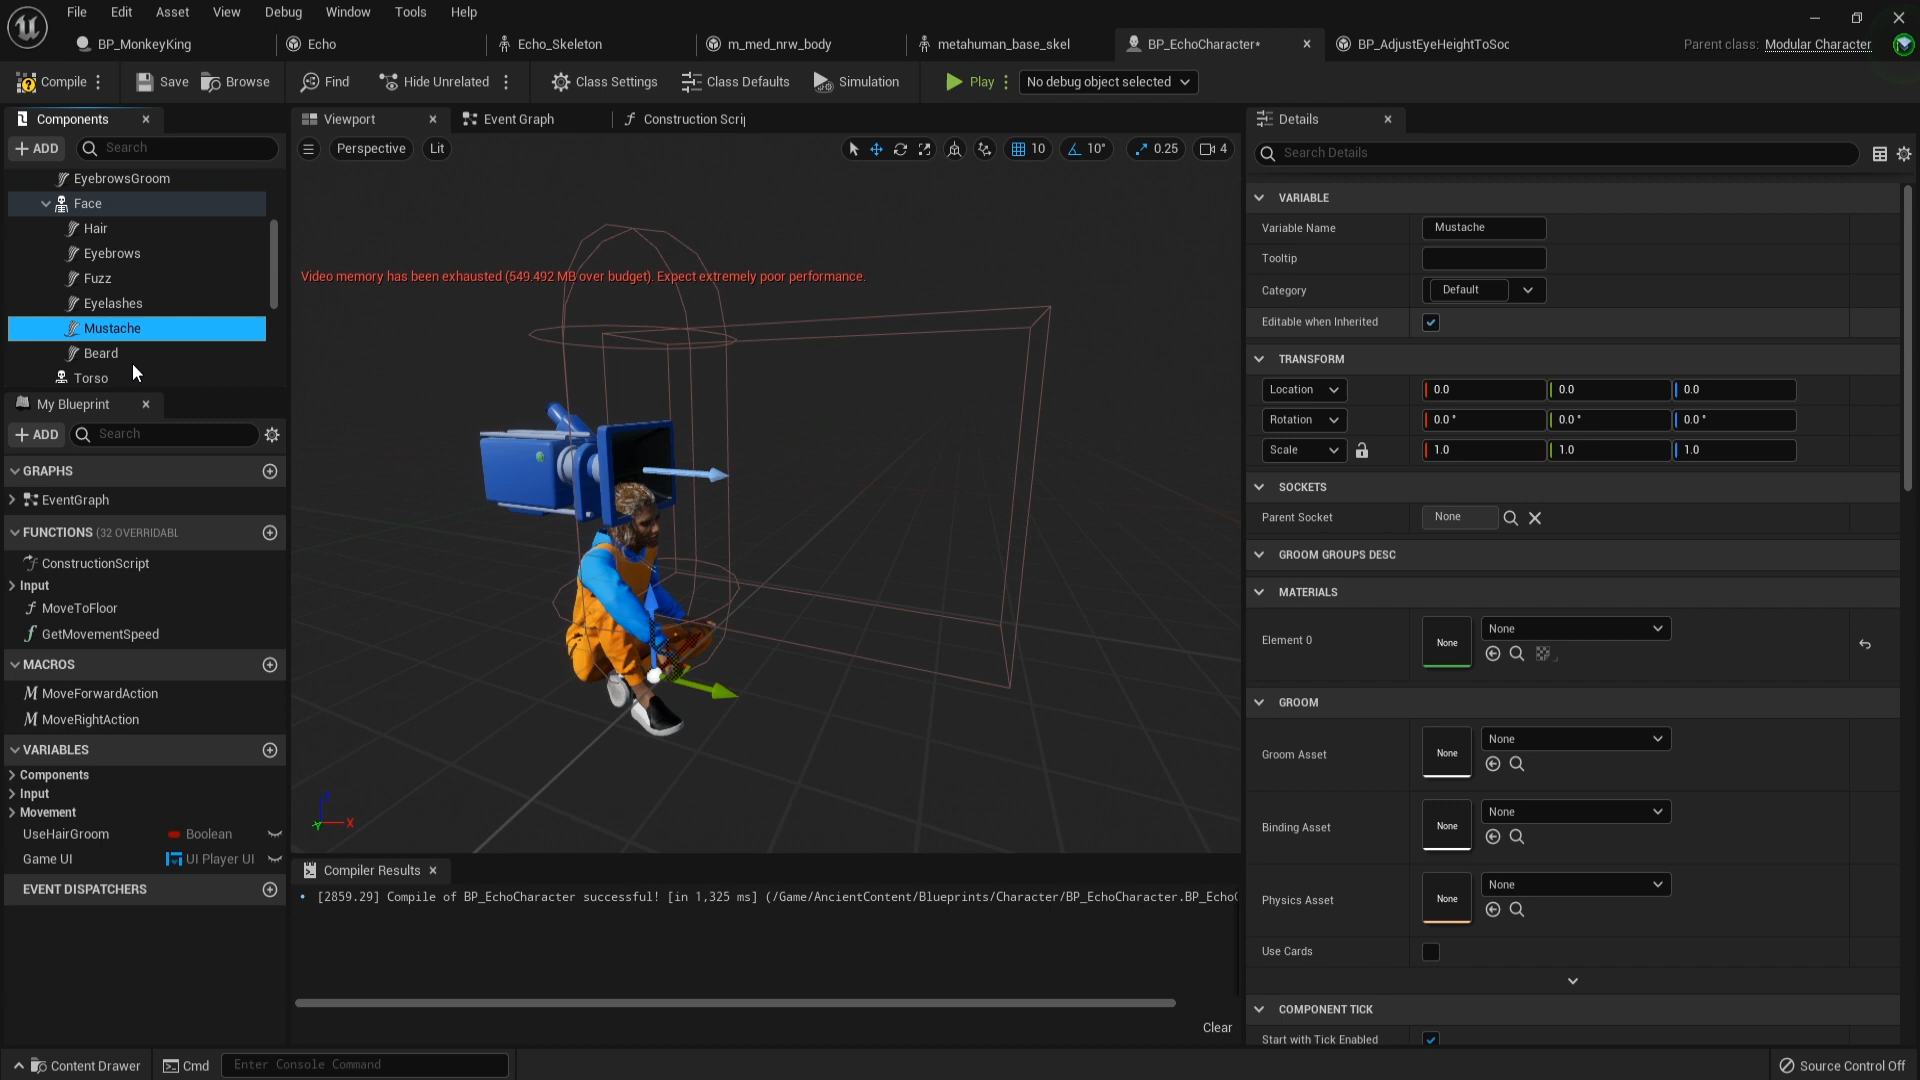 File Edit Asset View Debug Window Tools Help
BP_MonkeyKing Echo Echo_Skeleton m_med_nrw_body metahuman_base_skel BP_EchoCharacter* BP_AdjustEyeHeightToSoc Parent class: Modular Character
Compile Save Browse Find Hide Unrelated Class Settings Class Defaults Simulation Play No debug object selected
Components
ADD Search
EyebrowsGroom
Face
Hair
Eyebrows
Fuzz
Eyelashes
Mustache
Beard
Torso
My Blueprint
ADD Search
GRAPHS
EventGraph
FUNCTIONS (32 OVERRIDABL
ConstructionScript
Input
MoveToFloor
GetMovementSpeed
MACROS
MoveForwardAction
MoveRightAction
VARIABLES
Components
Input
Movement
UseHairGroom Boolean
Game UI UI Player UI
EVENT DISPATCHERS
Viewport Event Graph Construction Scrip
Perspective Lit 10 10° 0.25 4
Video memory has been exhausted (549.492 MB over budget). Expect extremely poor performance.
Z
X
Y
Compiler Results
[2859.29] Compile of BP_EchoCharacter successful! [in 1,325 ms] (/Game/AncientContent/Blueprints/Character/BP_EchoCharacter.BP_EchoC
Clear
Details
Search Details
VARIABLE
Variable Name Mustache
Tooltip
Category Default
Editable when Inherited
TRANSFORM
Location 0.0 0.0 0.0
Rotation 0.0° 0.0° 0.0°
Scale 1.0 1.0 1.0
SOCKETS
Parent Socket None
GROOM GROUPS DESC
MATERIALS
Element 0 None None
GROOM
Groom Asset None None
Binding Asset None None
Physics Asset None None
Use Cards
COMPONENT TICK
Start with Tick Enabled
Content Drawer Cmd Enter Console Command Source Control Off